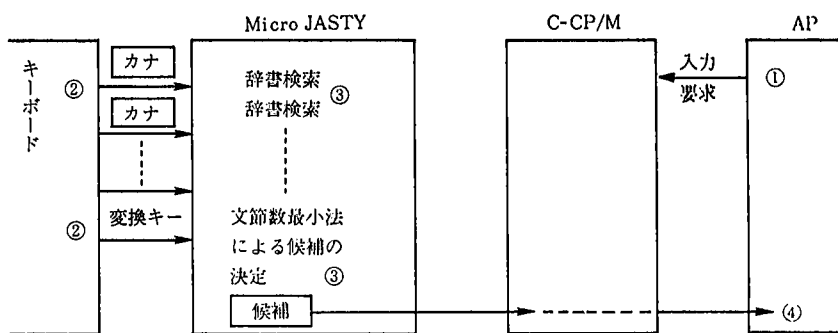 Micro JASTY
C-CP/M
AP
キーボード
②
カナ
カナ
変換キー
②
辞書検索
辞書検索
③
文節数最小法
による候補の
決定 ③
候補
入力
要求
①
④